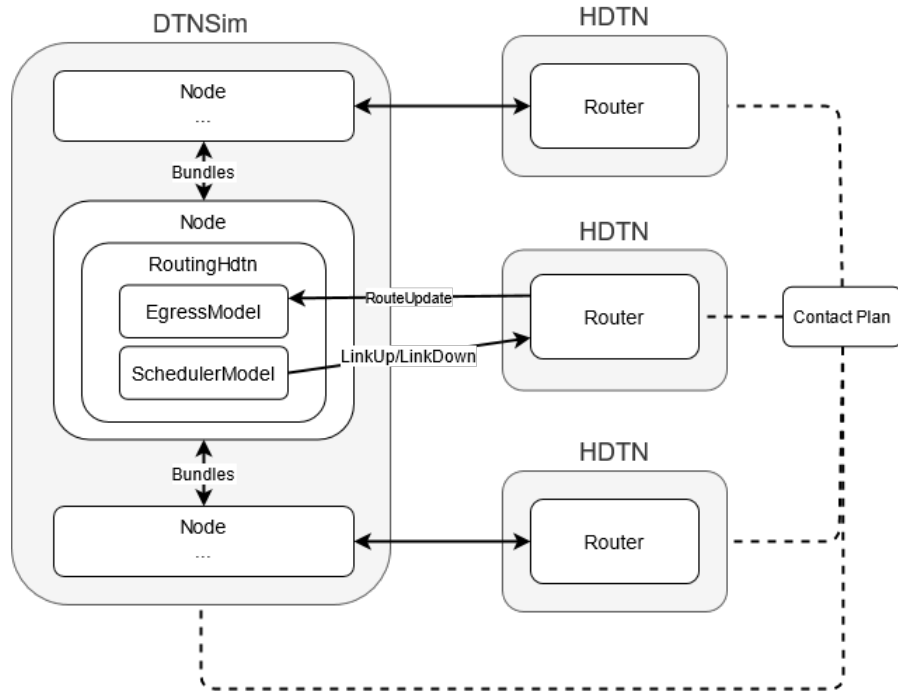 DTNSim
HDTN
Node
...
Router
Bundles
Node
RoutingHdtn
EgressModel
SchedulerModel
RouteUpdate
LinkUp/LinkDown
HDTN
Router
Contact Plan
Bundles
Node
...
HDTN
Router